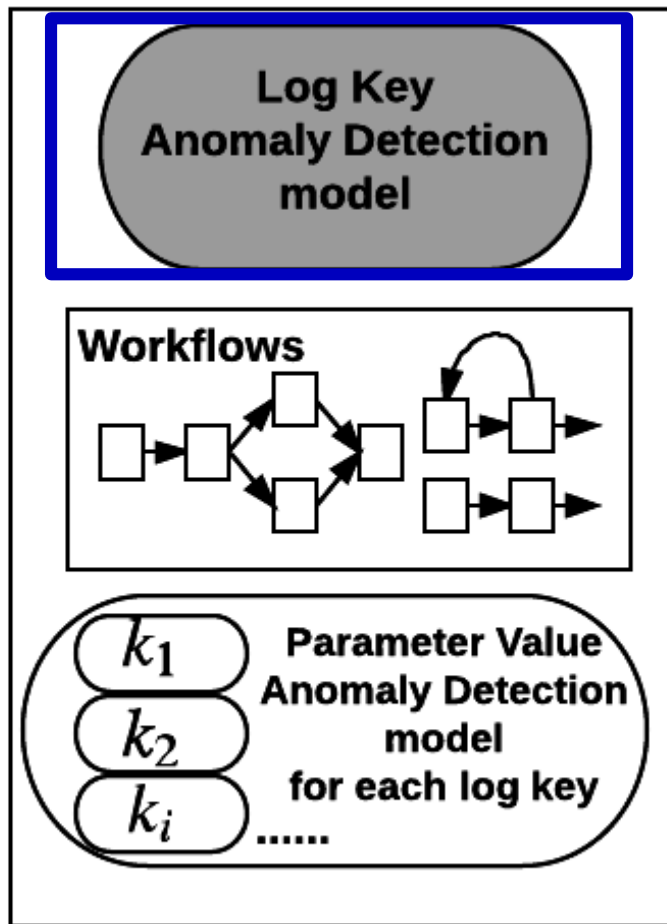 Log Key
Anomaly Detection
model
Workflows
k₁
k₂
kᵢ
Parameter Value
Anomaly Detection
model
for each log key
......